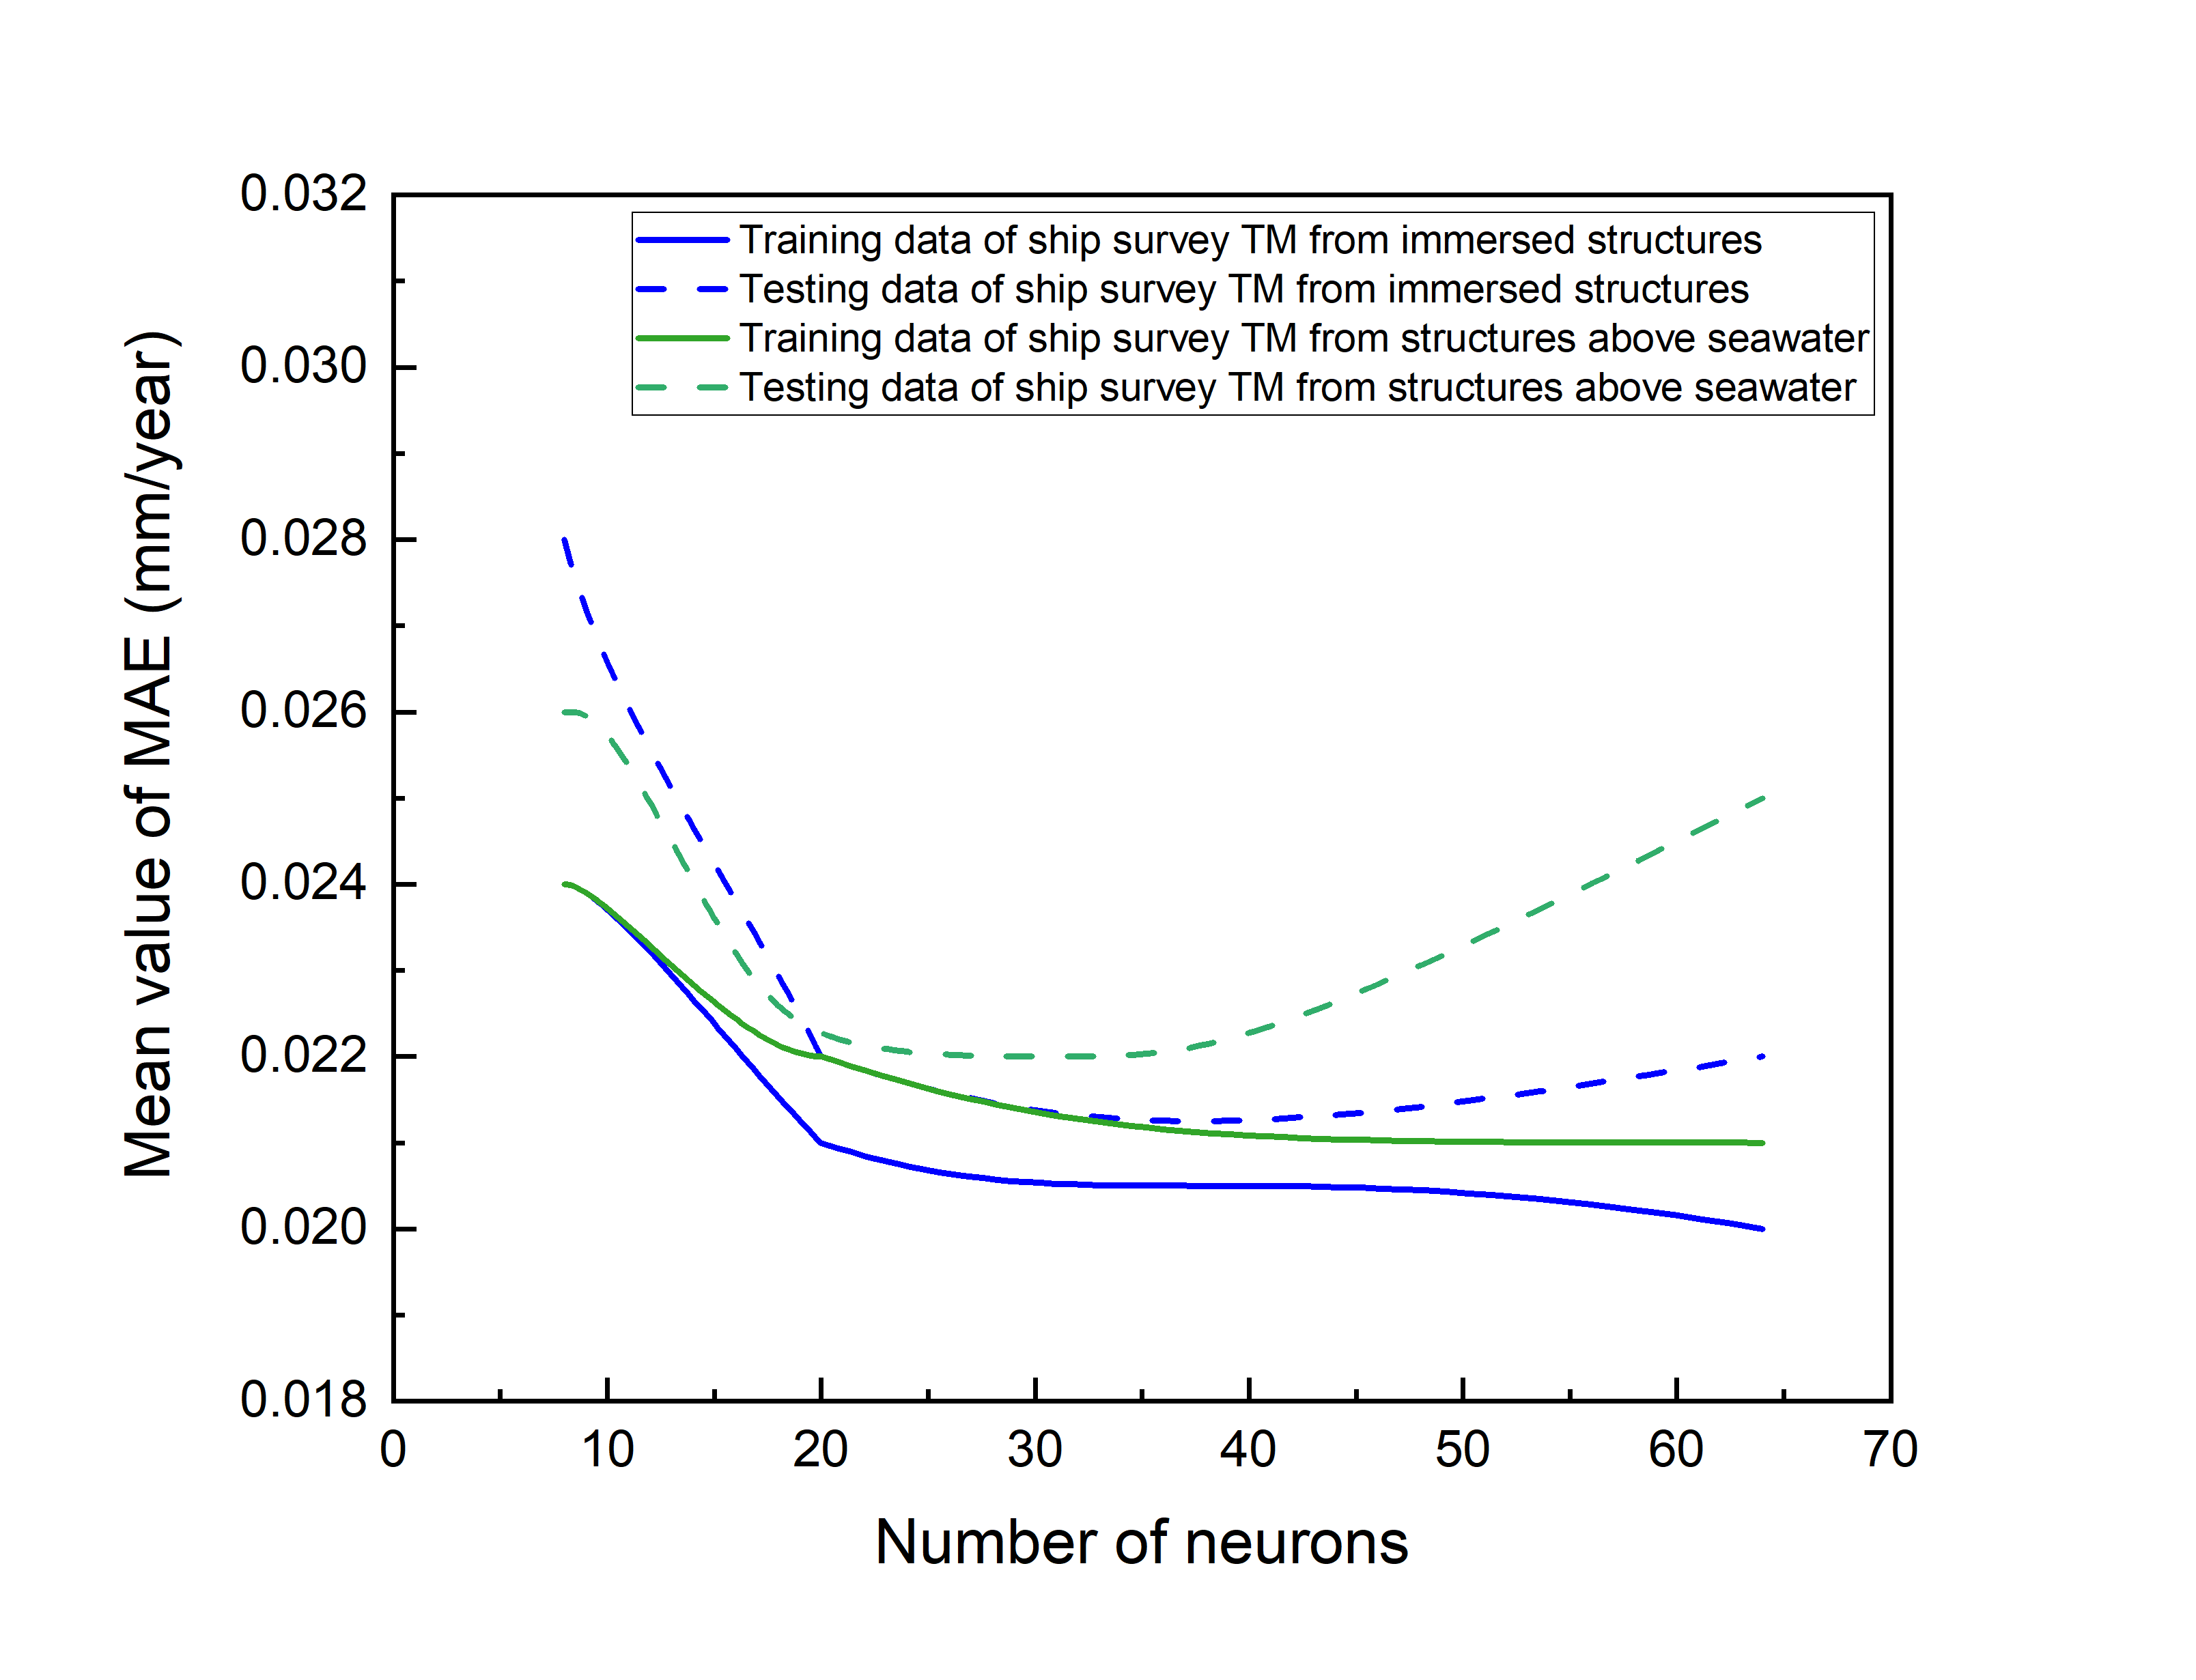 0.032
0.030
0.028
0.026
0.024
0.022
0.020
0.018
Mean value of MAE (mm/year)
Training data of ship survey TM from immersed structures
Testing data of ship survey TM from immersed structures
Training data of ship survey TM from structures above seawater
Testing data of ship survey TM from structures above seawater
0 10 20 30 40 50 60 70
Number of neurons